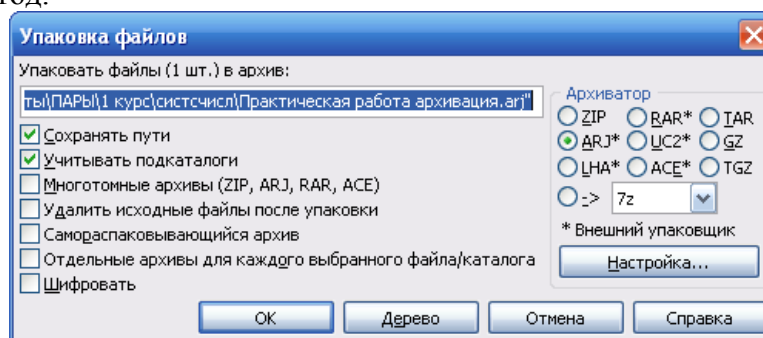 год.
Упаковка файлов
Упаковать файлы (1 шт.) в архив:
ты\ПАРЫ\1 курс\систсчисл\Практическая работа архивация.arj"
Сохранять пути
Учитывать подкаталоги
Многотомные архивы (ZIP, ARJ, RAR, ACE)
Удалить исходные файлы после упаковки
Самораспаковывающийся архив
Отдельные архивы для каждого выбранного файла/каталога
Шифровать
Архиватор
ZIP RAR* TAR
ARJ* UC2* GZ
LHA* ACE* TGZ
-> 7z
* Внешний упаковщик
Настройка...
OK Дерево Отмена Справка